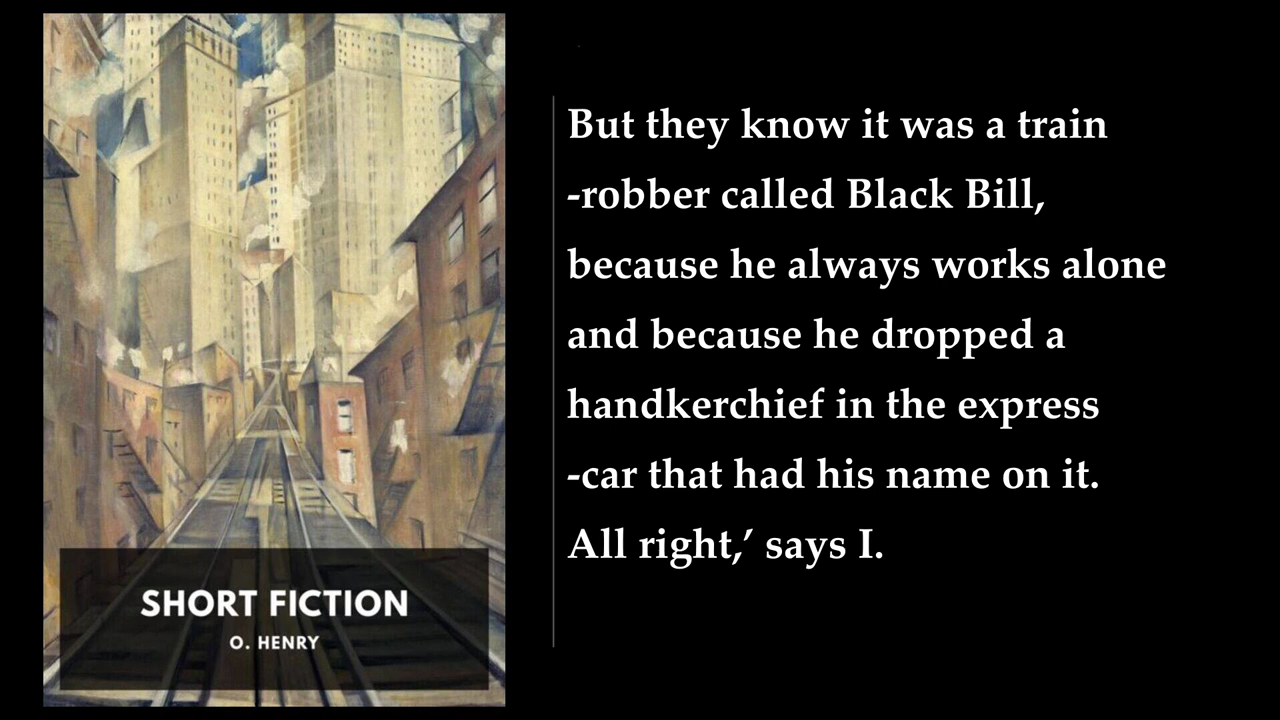 SHORT FICTION
O. HENRY
But they know it was a train
-robber called Black Bill,
because he always works alone
and because he dropped a
handkerchief in the express
-car that had his name on it.
All right,’ says I.